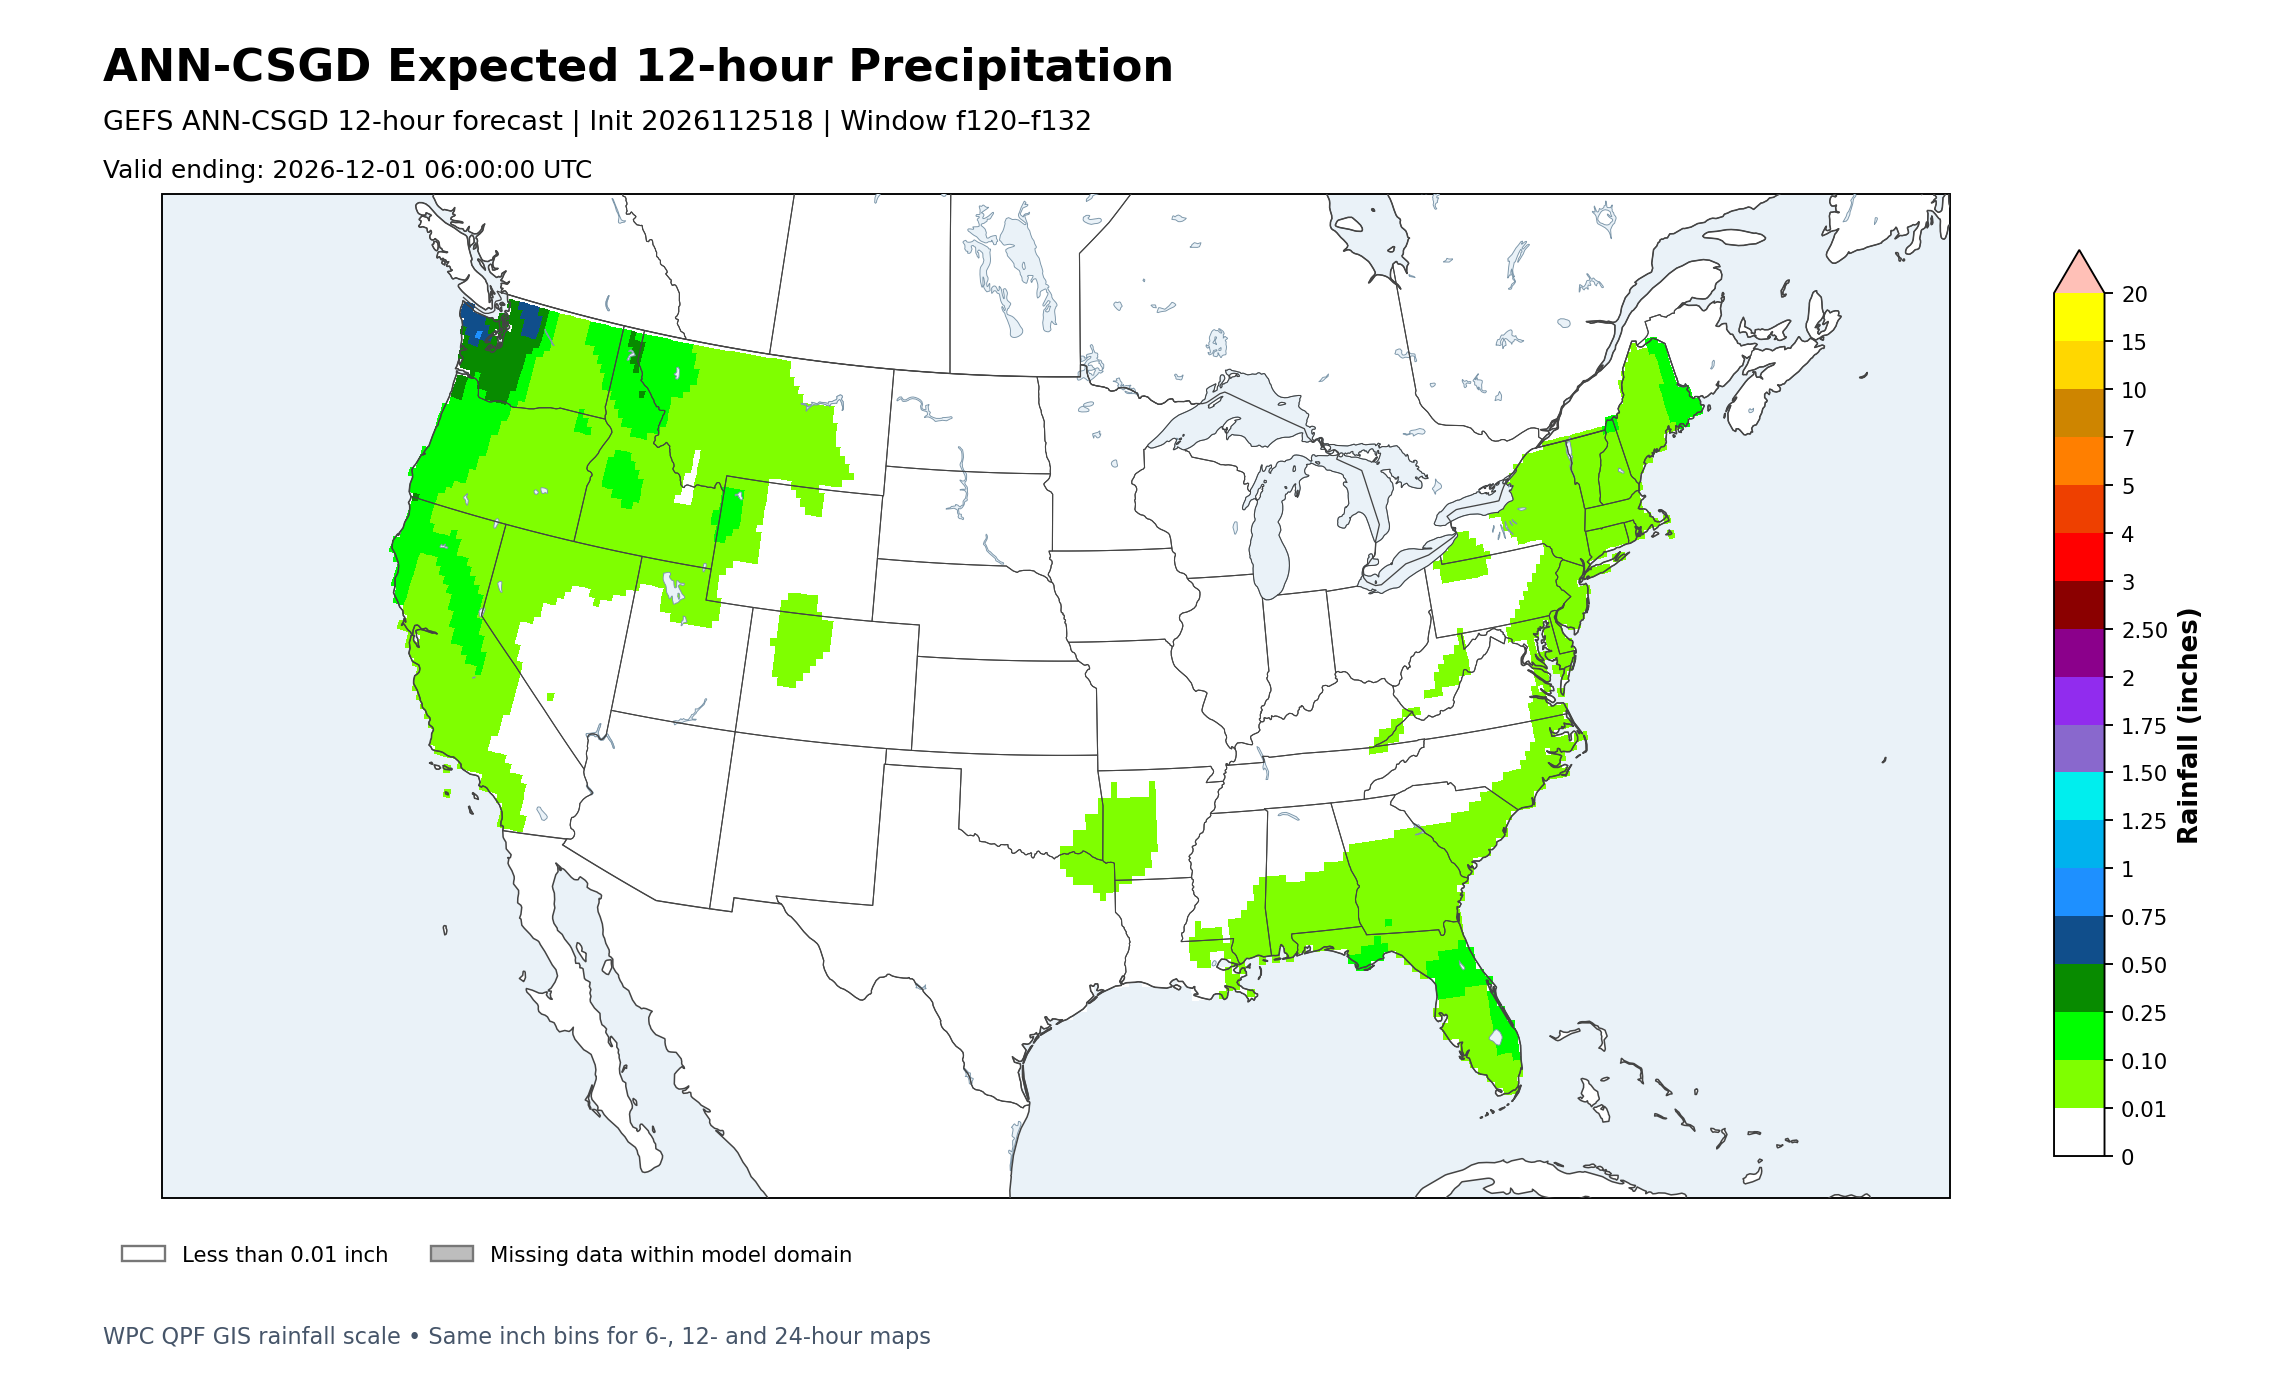 ANN-CSGD Expected 12-hour Precipitation
GEFS ANN-CSGD 12-hour forecast | Init 2026112518 | Window f120–f132
Valid ending: 2026-12-01 06:00:00 UTC
20
15
10
7
5
4
3
2.50
2
1.75
1.50
1.25
1
0.75
0.50
0.25
0.10
0.01
0
Rainfall (inches)
Less than 0.01 inch
Missing data within model domain
WPC QPF GIS rainfall scale • Same inch bins for 6-, 12- and 24-hour maps